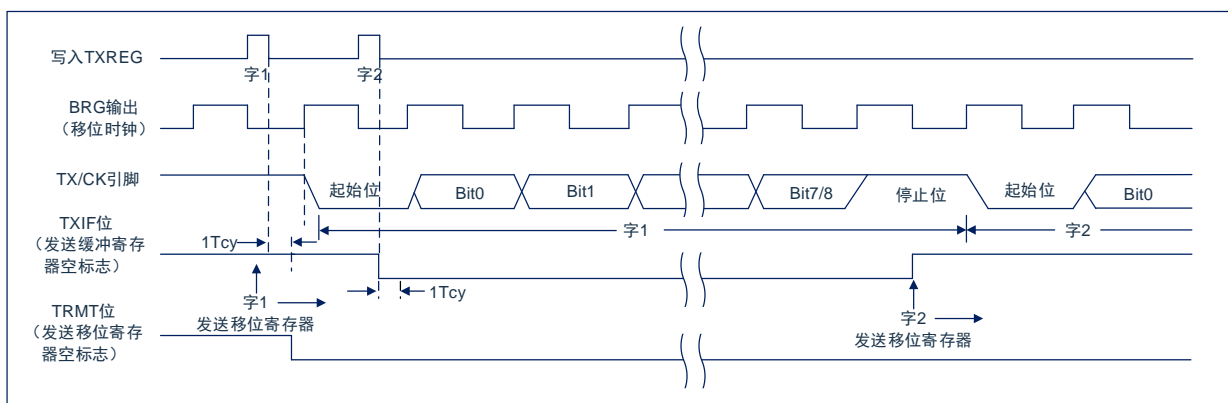 写入TXREG
字1
字2
BRG输出
（移位时钟）
TX/CK引脚
起始位
Bit0
Bit1
Bit7/8
停止位
起始位
Bit0
字1
字2
TXIF位
（发送缓冲寄存
器空标志）
1Tcy
1Tcy
字1
发送移位寄存器
字2
发送移位寄存器
TRMT位
（发送移位寄存
器空标志）